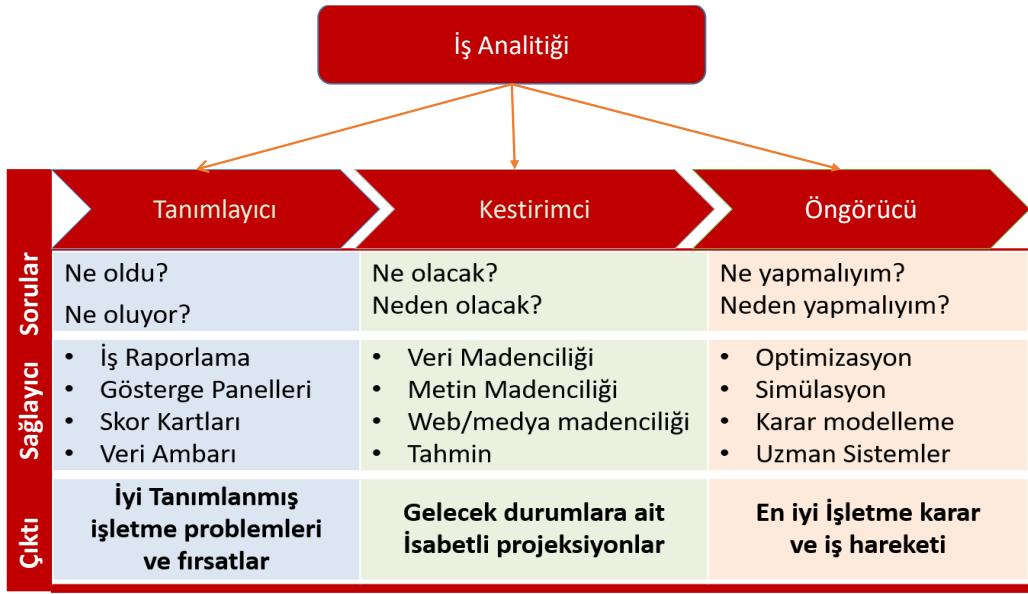 İş Analitiği
Tanımlayıcı
Kestirimci
Öngörücü
Sorular
Ne oldu?
Ne oluyor?
Ne olacak?
Neden olacak?
Ne yapmalıyım?
Neden yapmalıyım?
Sağlayıcı
• İş Raporlama
• Gösterge Panelleri
• Skor Kartları
• Veri Ambarı
• Veri Madenciliği
• Metin Madenciliği
• Web/medya madenciliği
• Tahmin
• Optimizasyon
• Simülasyon
• Karar modelleme
• Uzman Sistemler
Çıktı
İyi Tanımlanmış
işletme problemleri
ve fırsatlar
Gelecek durumlara ait
İsabetli projeksiyonlar
En iyi İşletme karar
ve iş hareketi